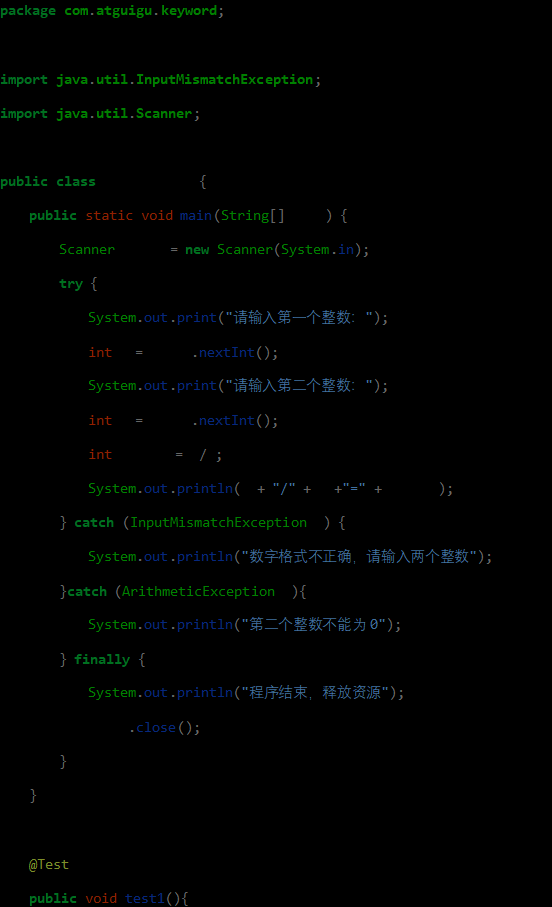 package com.atguigu.keyword;
import java.util.InputMismatchException;
import java.util.Scanner;
public class {
public static void main(String[] ) {
Scanner = new Scanner(System.in);
try {
System.out.print("请输入第一个整数: ");
int = .nextInt();
System.out.print("请输入第二个整数: ");
int = .nextInt();
int = / ;
System.out.println( + "/" + +"=" + );
} catch (InputMismatchException ) {
System.out.println("数字格式不正确，请输入两个整数");
}catch (ArithmeticException ){
System.out.println("第二个整数不能为0");
} finally {
System.out.println("程序结束，释放资源");
.close();
}
}
@Test
public void test1(){